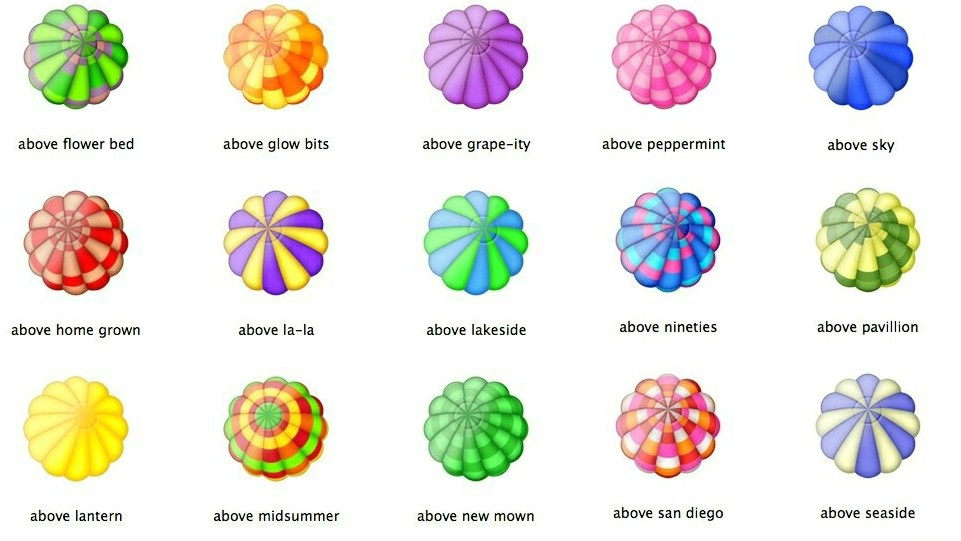 above flower bed
above glow bits
above grape-ity
above peppermint
above sky
above home grown
above la-la
above lakeside
above nineties
above pavillion
above lantern
above midsummer
above new mown
above san diego
above seaside